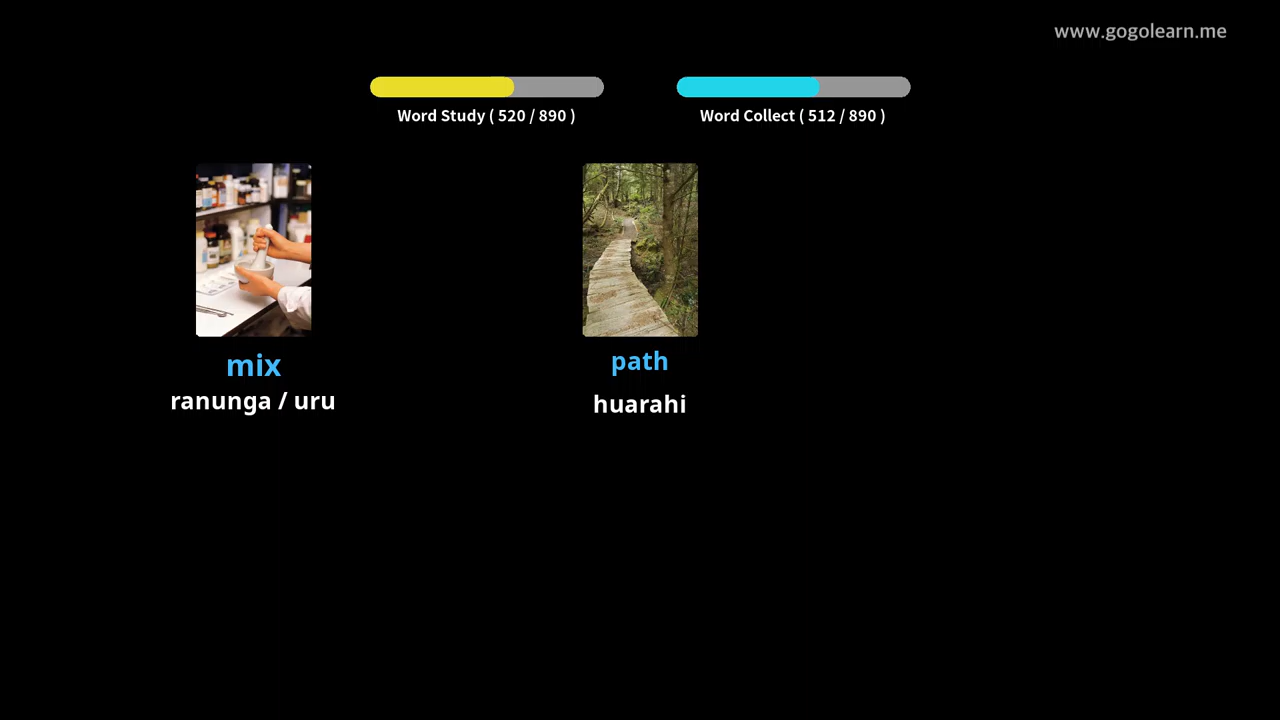 www.gogolearn.me
Word Study ( 520 / 890 )
Word Collect ( 512 / 890 )
mix
ranunga / uru
path
huarahi